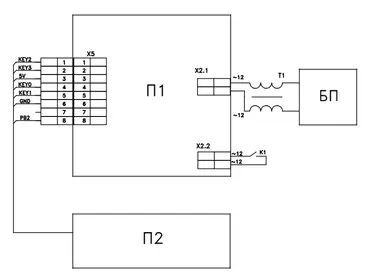 X5
KEY2 1 1
KEY3 2 2
5V 3 3
KEY0 4 4
KEY1 5 5
GND 6 6
7 7
PB2 8 8
П1
X2.1
~12
~12
T1
БП
X2.2
~12
~12
K1
П2